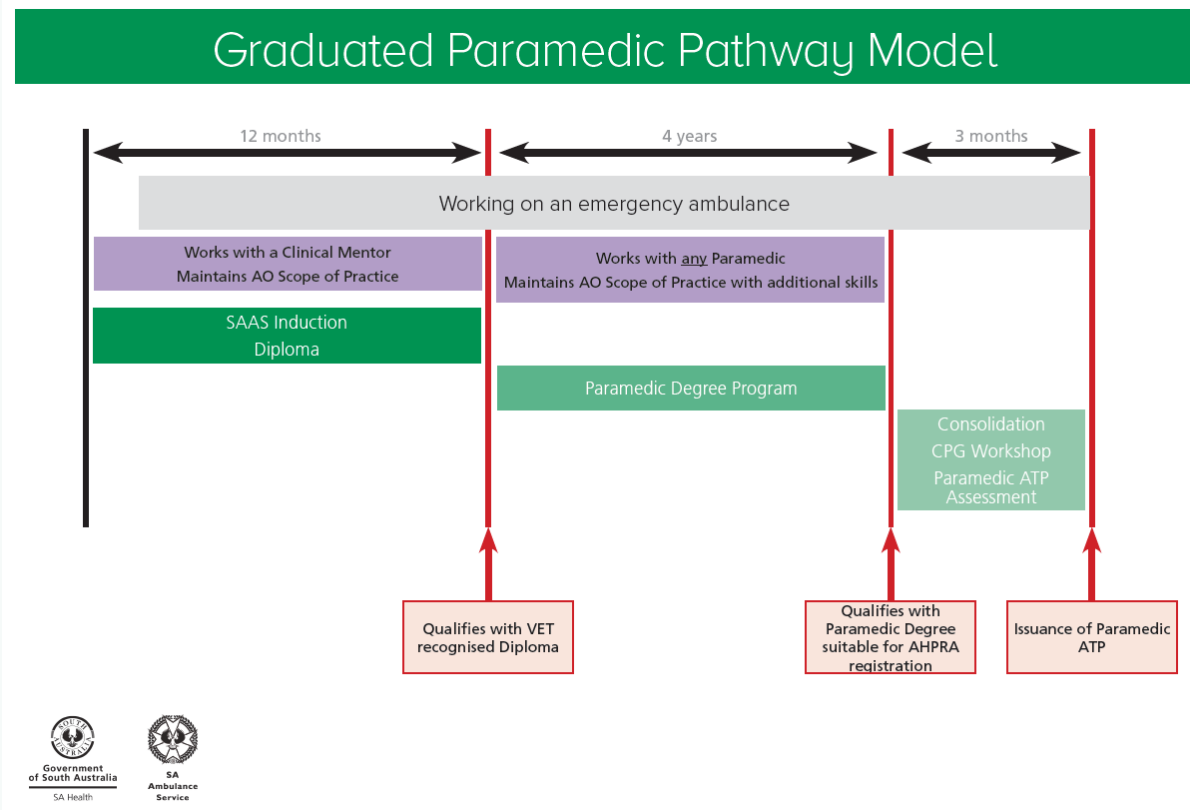 Graduated Paramedic Pathway Model
12 months
4 years
3 months
Working on an emergency ambulance
Works with a Clinical Mentor
Maintains AO Scope of Practice
Works with any Paramedic
Maintains AO Scope of Practice with additional skills
SAAS Induction
Diploma
Paramedic Degree Program
Consolidation
CPG Workshop
Paramedic ATP
Assessment
Qualifies with VET
recognised Diploma
Qualifies with
Paramedic Degree
suitable for AHPRA
registration
Issuance of Paramedic
ATP
SOUTH
AUSTRALIA
Government
of South Australia
SA Health
SA
Ambulance
Service